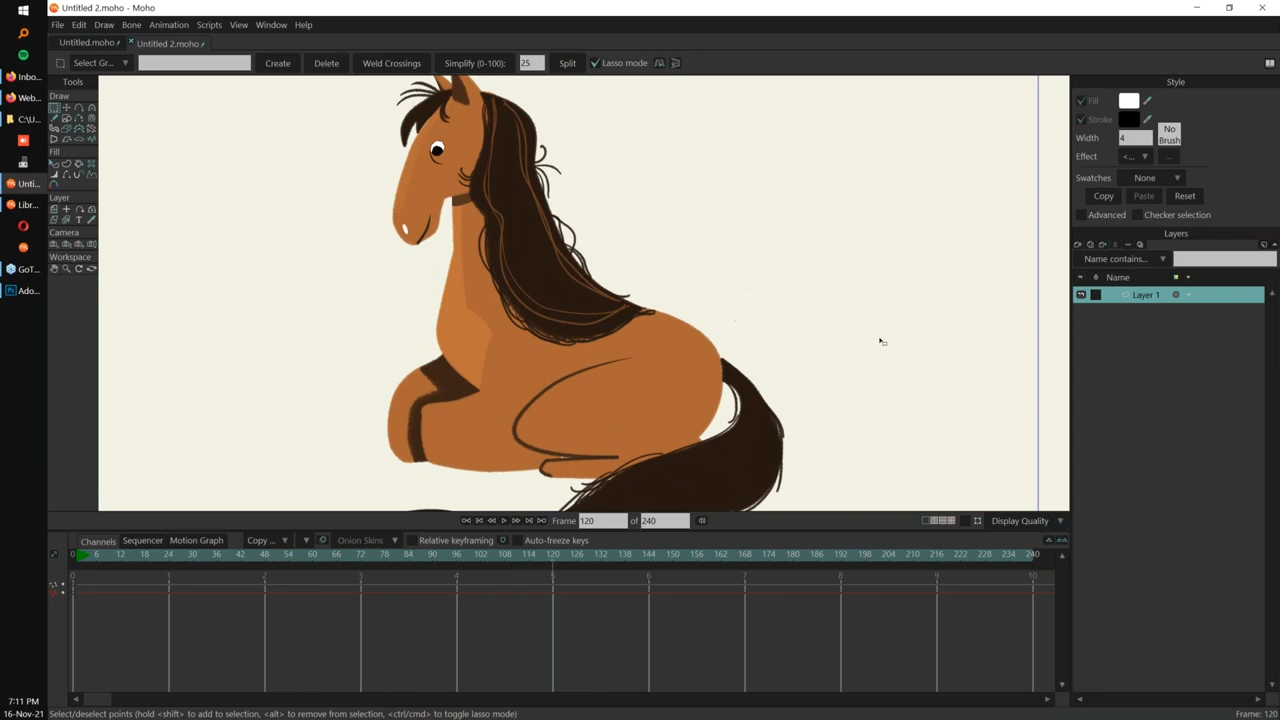 Untitled 2.moho - Moho
File Edit Draw Bone Animation Scripts View Window Help
Untitled.moho Untitled 2.moho
Select Gr... Create Delete Weld Crossings Simplify (0-100): 25 Split Lasso mode
Tools
Draw
Fill
Layer
Camera
Workspace
Inbo...
Web...
C:\U...
Unti...
Libr...
GoT...
Ado...
Style
Fill
Stroke
Width 4 No Brush
Effect <... ...
Swatches None
Copy Paste Reset
Advanced Checker selection
Layers
Name contains...
Name
Layer 1
Frame 120 of 240 Display Quality
Channels Sequencer Motion Graph Copy ... Onion Skins Relative keyframing Auto-freeze keys
0 6 12 18 24 30 36 42 48 54 60 66 72 78 84 90 96 102 108 114 120 126 132 138 144 150 156 162 168 174 180 186 192 198 204 210 216 222 228 234 240
0 1 2 3 4 5 6 7 8 9 10
7:11 PM
16-Nov-21
Select/deselect points (hold <shift> to add to selection, <alt> to remove from selection, <ctrl/cmd> to toggle lasso mode) Frame: 120